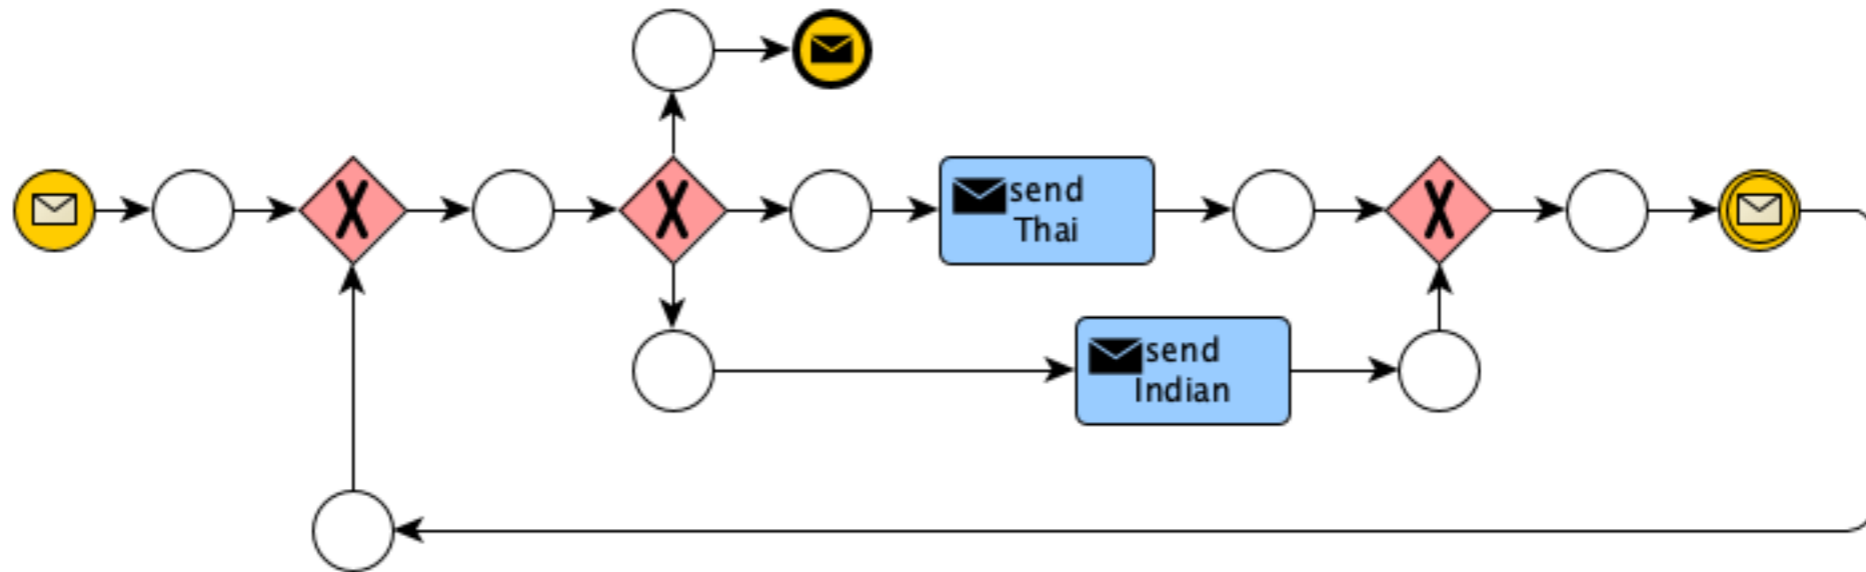 X
X
send
Thai
X
send
Indian